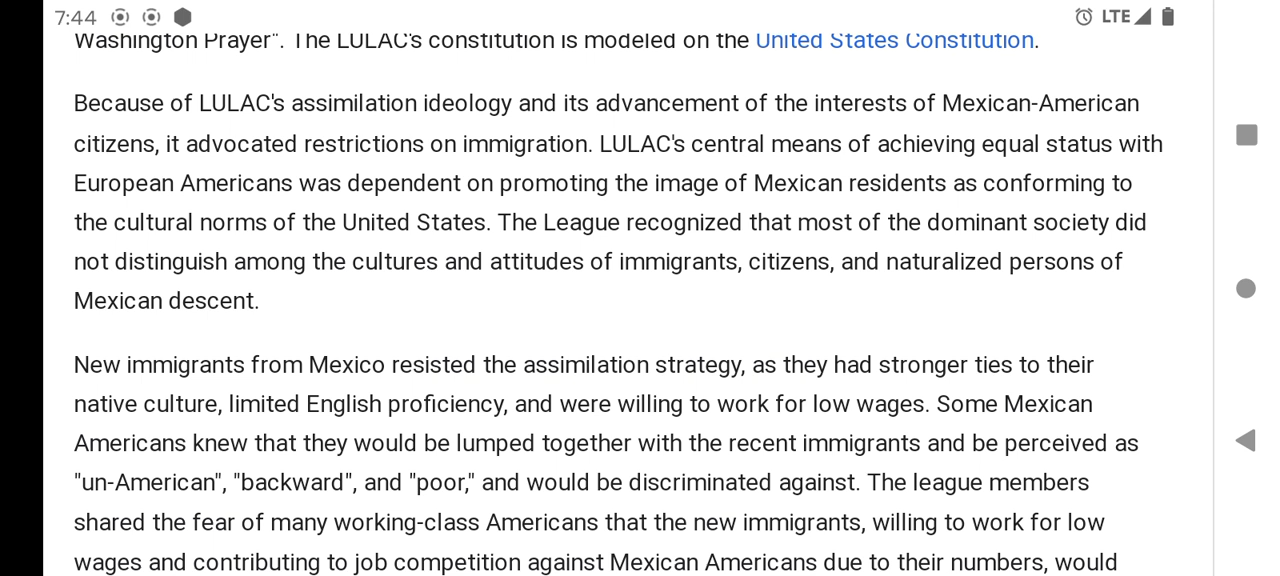 7:44
LTE
Washington Prayer". The LULAC's constitution is modeled on the United States Constitution.
Because of LULAC's assimilation ideology and its advancement of the interests of Mexican-American
citizens, it advocated restrictions on immigration. LULAC's central means of achieving equal status with
European Americans was dependent on promoting the image of Mexican residents as conforming to
the cultural norms of the United States. The League recognized that most of the dominant society did
not distinguish among the cultures and attitudes of immigrants, citizens, and naturalized persons of
Mexican descent.
New immigrants from Mexico resisted the assimilation strategy, as they had stronger ties to their
native culture, limited English proficiency, and were willing to work for low wages. Some Mexican
Americans knew that they would be lumped together with the recent immigrants and be perceived as
"un-American", "backward", and "poor," and would be discriminated against. The league members
shared the fear of many working-class Americans that the new immigrants, willing to work for low
wages and contributing to job competition against Mexican Americans due to their numbers, would